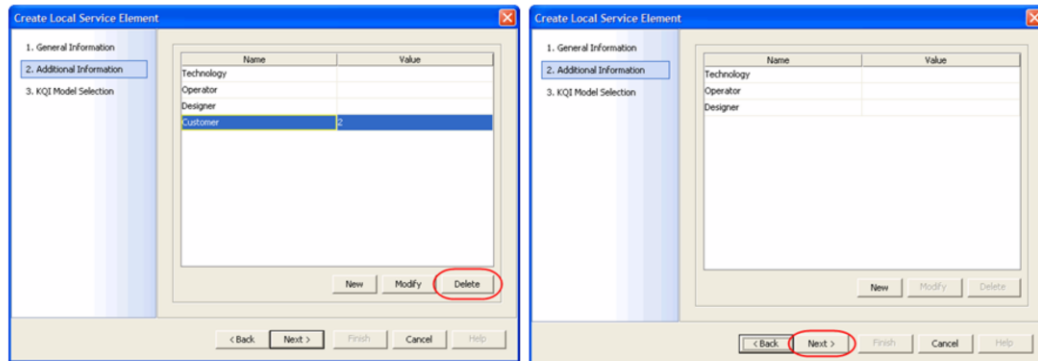 Create Local Service Element
1. General Information
2. Additional Information
3. KQI Model Selection
Name Value
Technology
Operator
Designer
Customer 2
New Modify Delete
< Back Next > Finish Cancel Help
Create Local Service Element
1. General Information
2. Additional Information
3. KQI Model Selection
Name Value
Technology
Operator
Designer
New Modify Delete
< Back Next > Finish Cancel Help